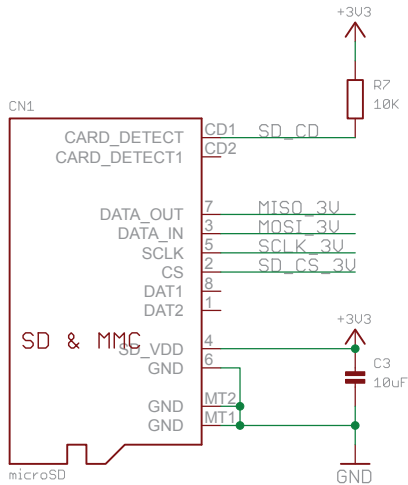 +3V3
R7
10K
CN1
CARD_DETECT CD1 SD_CD
CARD_DETECT1 CD2
DATA_OUT 7 MISO_3V
DATA_IN 3 MOSI_3V
SCLK 5 SCLK_3V
CS 2 SD_CS_3V
DAT1 8
DAT2 1
+3V3
SD & MMC
SD_VDD 4
C3
GND 6
10uF
GND MT2
GND MT1
microSD
GND